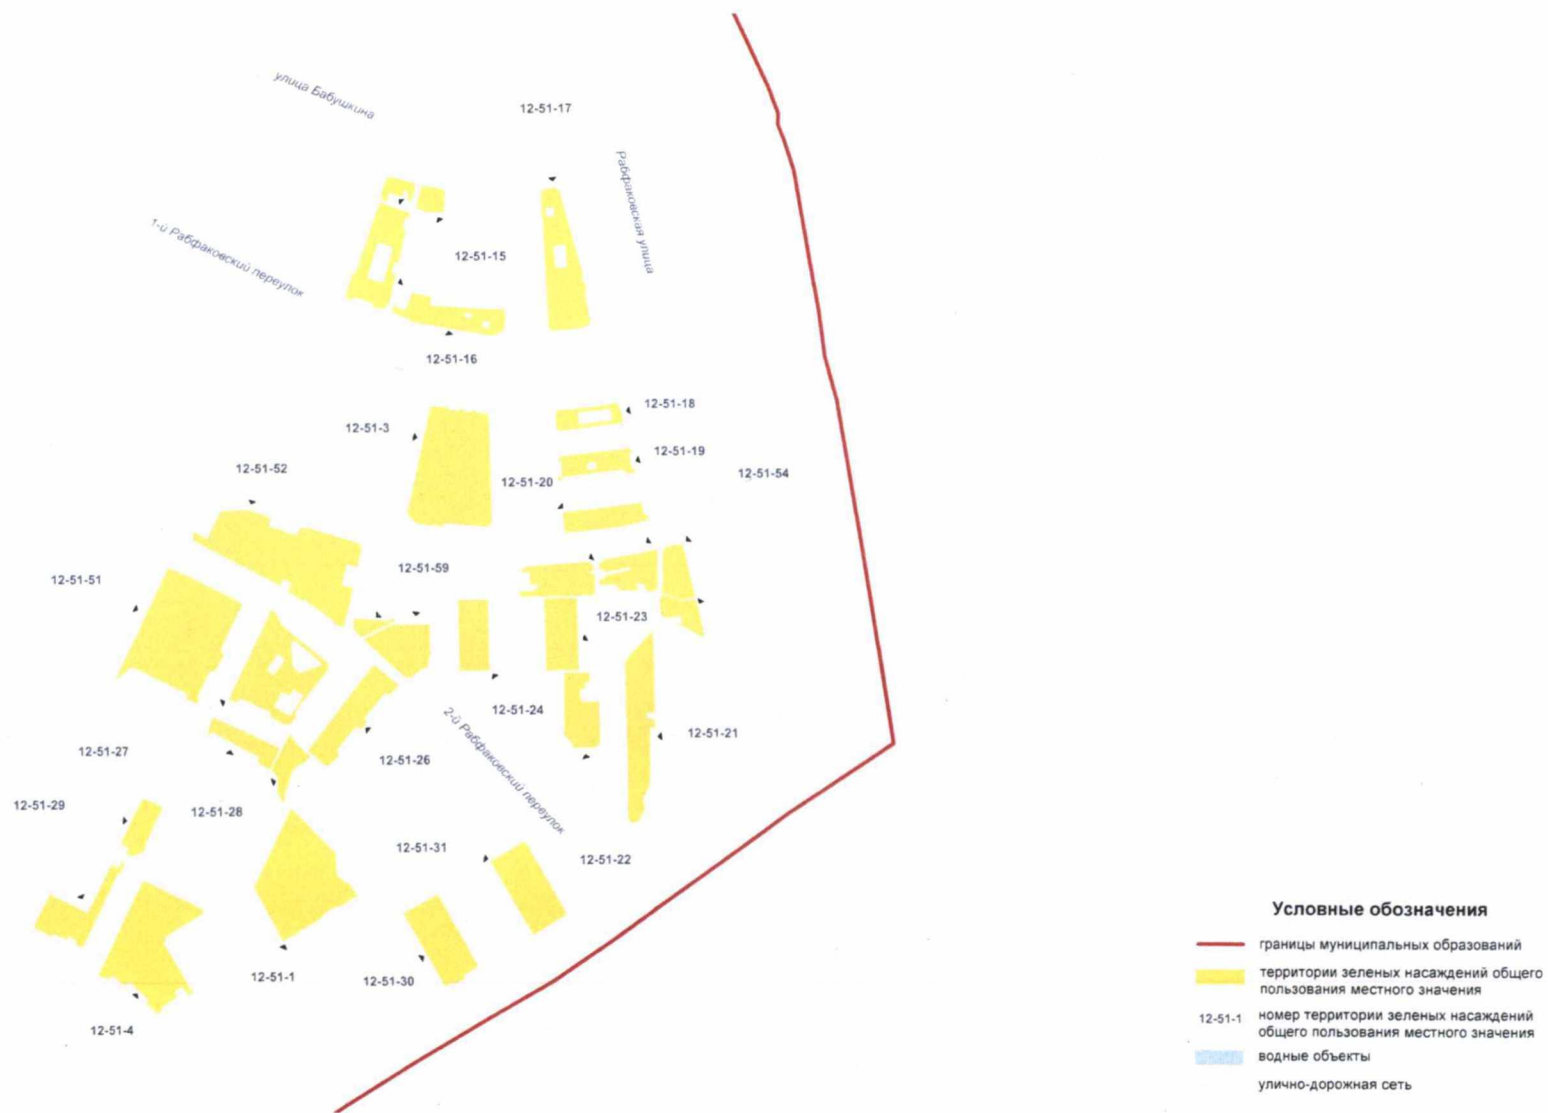 улица Бабушкина
12-51-17
Рабфаковская улица
1-й Рабфаковский переулок
12-51-15
12-51-16
12-51-18
12-51-3
12-51-19
12-51-52
12-51-54
12-51-20
12-51-59
12-51-51
12-51-23
12-51-24
2-й Рабфаковский переулок
12-51-21
12-51-27
12-51-26
12-51-29
12-51-28
12-51-31
12-51-22
12-51-1
12-51-30
12-51-4
Условные обозначения
границы муниципальных образований
территории зеленых насаждений общего
пользования местного значения
12-51-1 номер территории зеленых насаждений
общего пользования местного значения
водные объекты
улично-дорожная сеть